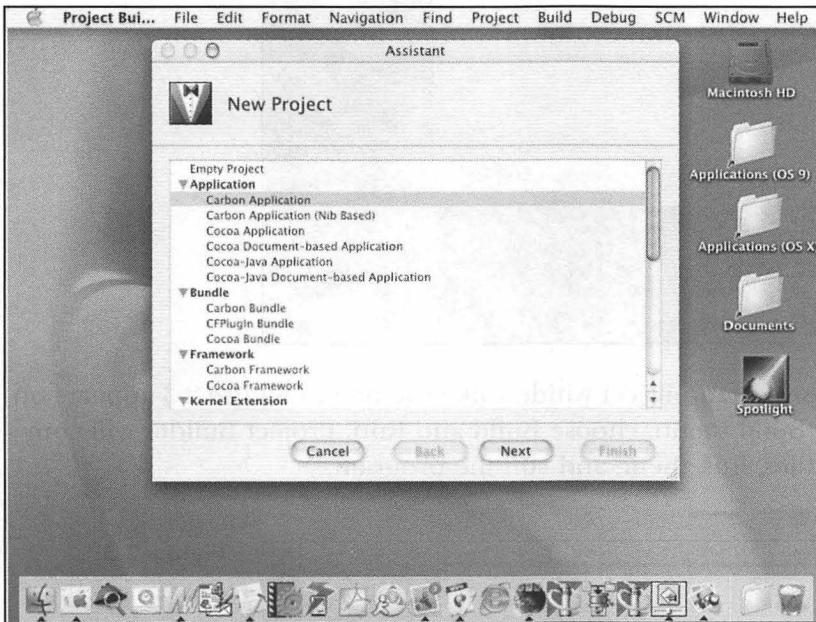 Project Bui... File Edit Format Navigation Find Project Build Debug SCM Window Help
Assistant
New Project
Empty Project
Application
Carbon Application
Carbon Application (Nib Based)
Cocoa Application
Cocoa Document-based Application
Cocoa-Java Application
Cocoa-Java Document-based Application
Bundle
Carbon Bundle
CFPlugIn Bundle
Cocoa Bundle
Framework
Carbon Framework
Cocoa Framework
Kernel Extension
Cancel Back Next Finish
Macintosh HD
Applications (OS 9)
Applications (OS X
Documents
Spotlight